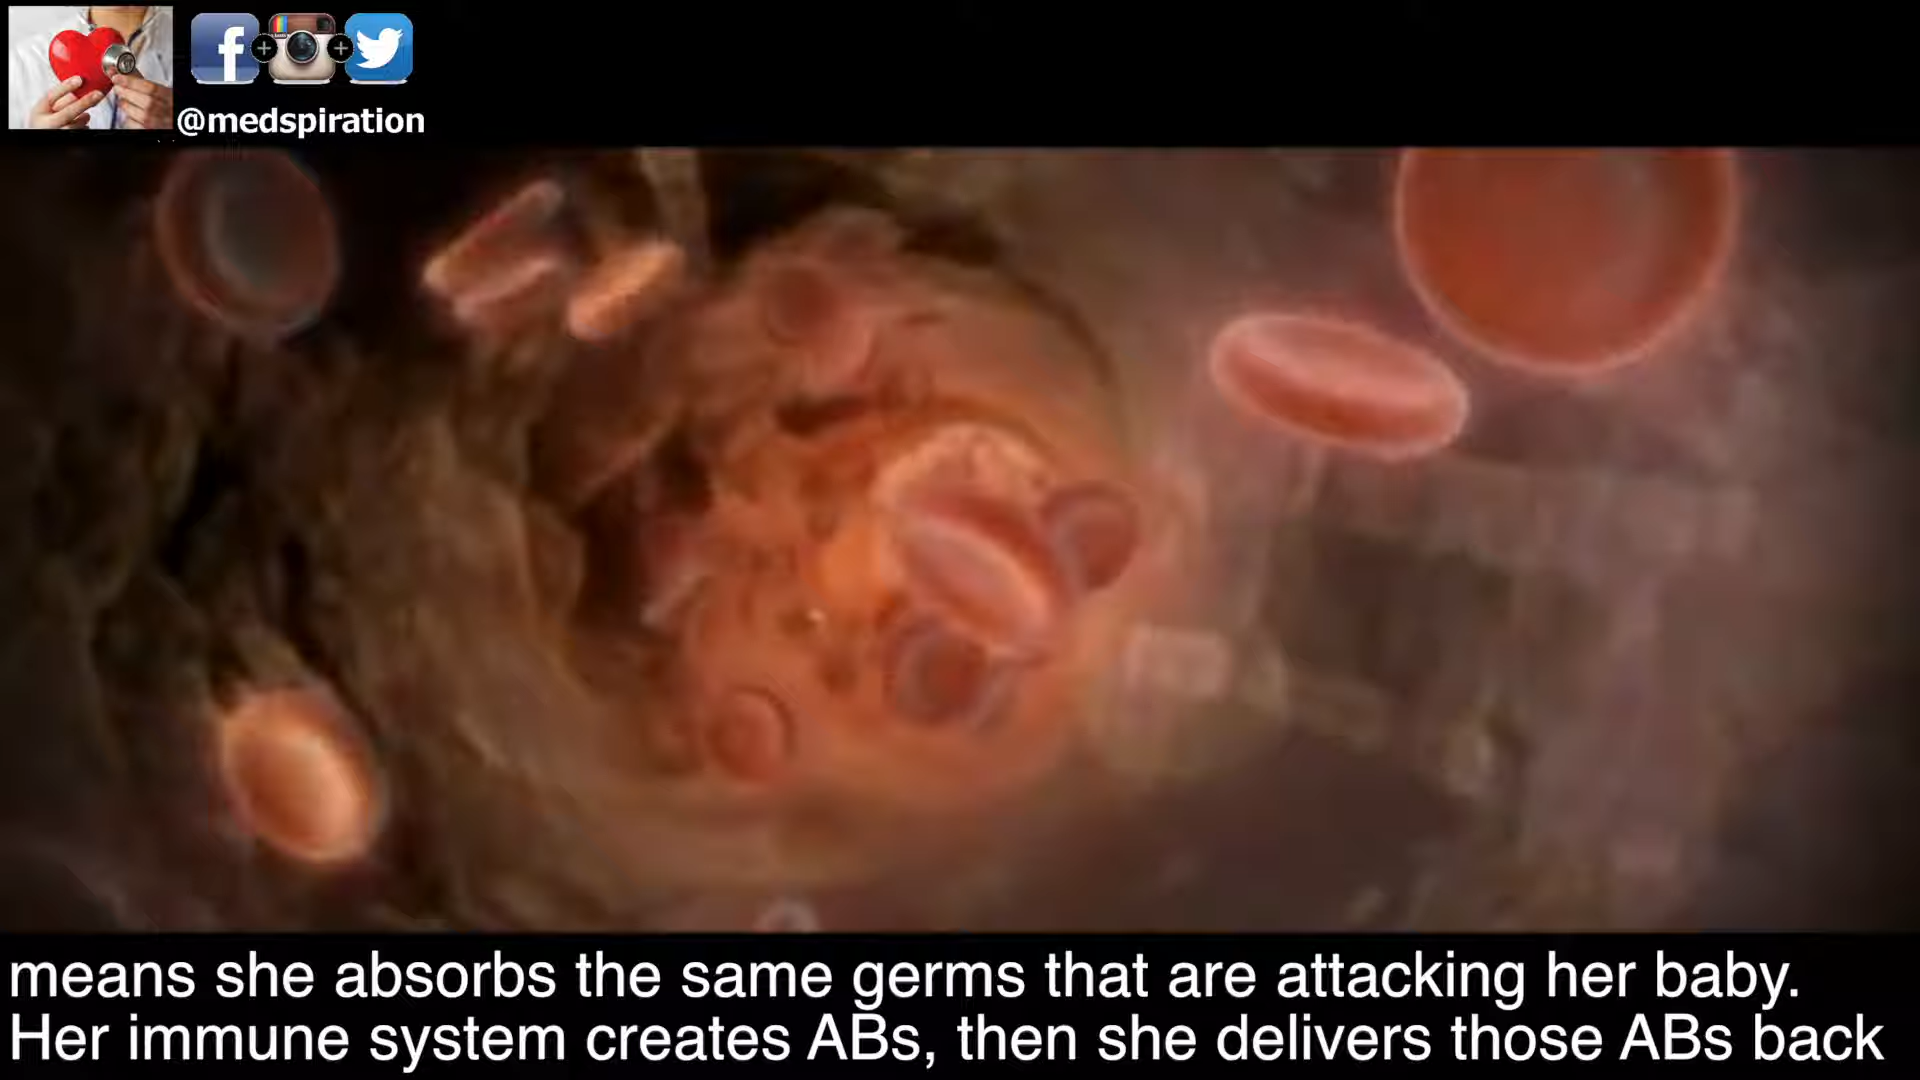 @medspiration
means she absorbs the same germs that are attacking her baby.
Her immune system creates ABs, then she delivers those ABs back